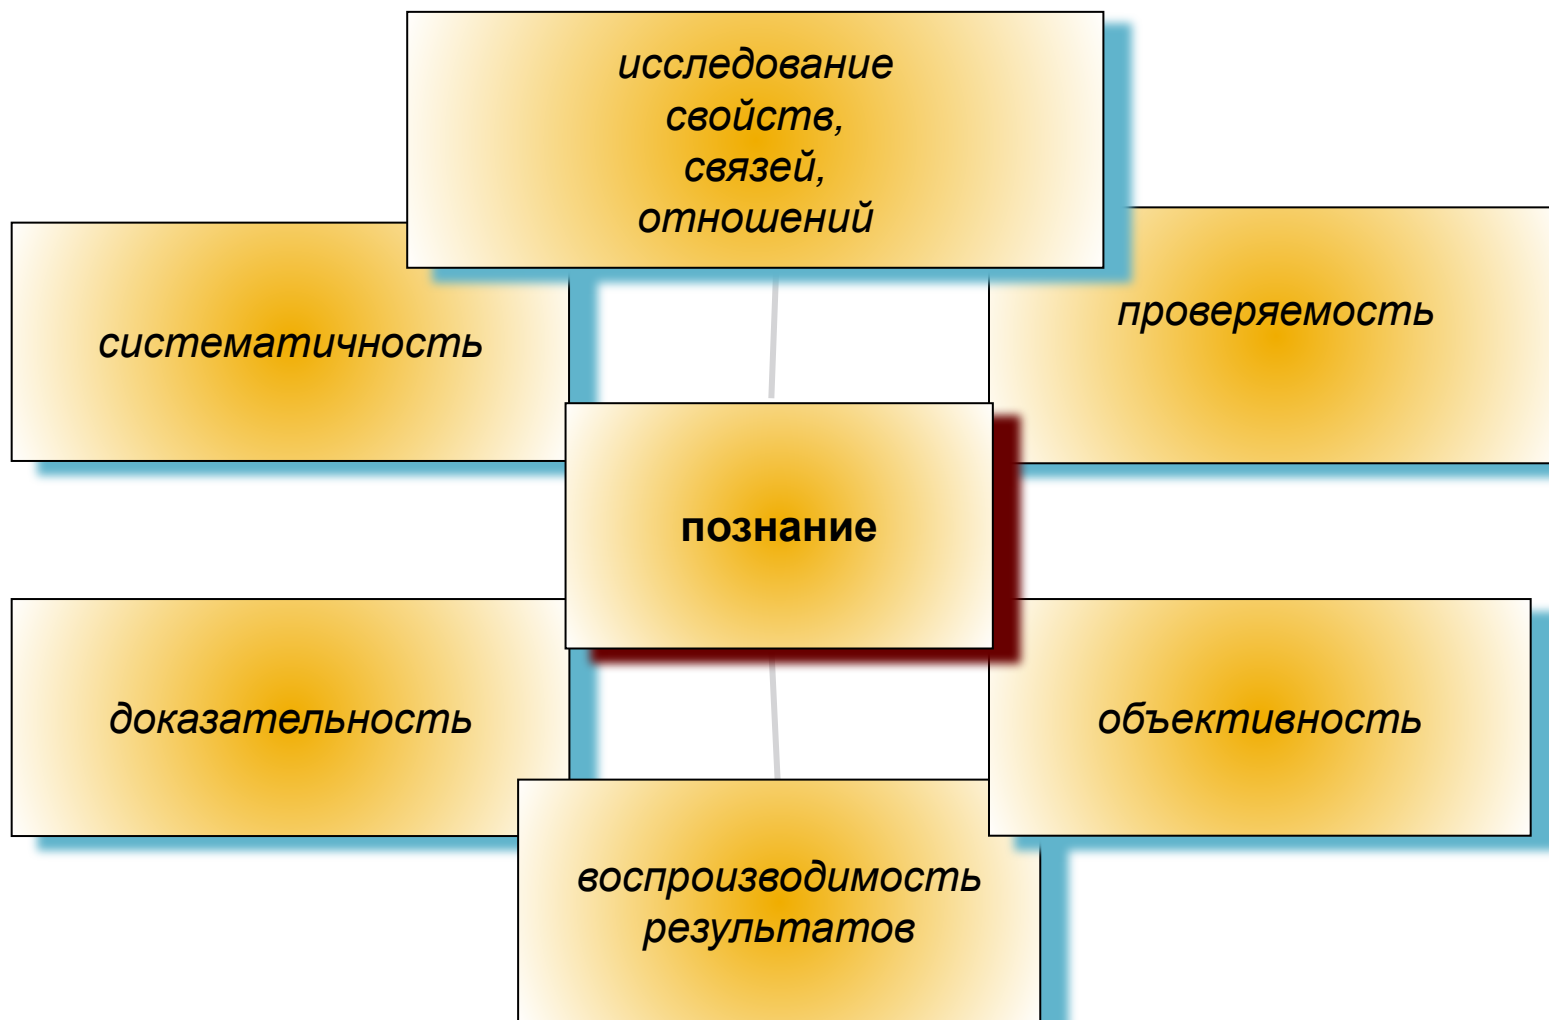 исследование
свойств,
связей,
отношений
систематичность
проверяемость
познание
доказательность
объективность
воспроизводимость
результатов